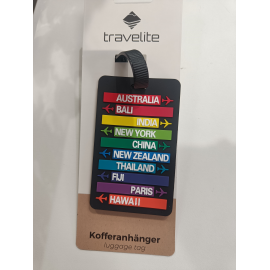 travelite
AUSTRALIA
BALI
INDIA
NEW YORK
CHINA
NEW ZEALAND
THAILAND
FIJI
PARIS
HAWAII
Kofferanhänger
luggage tag